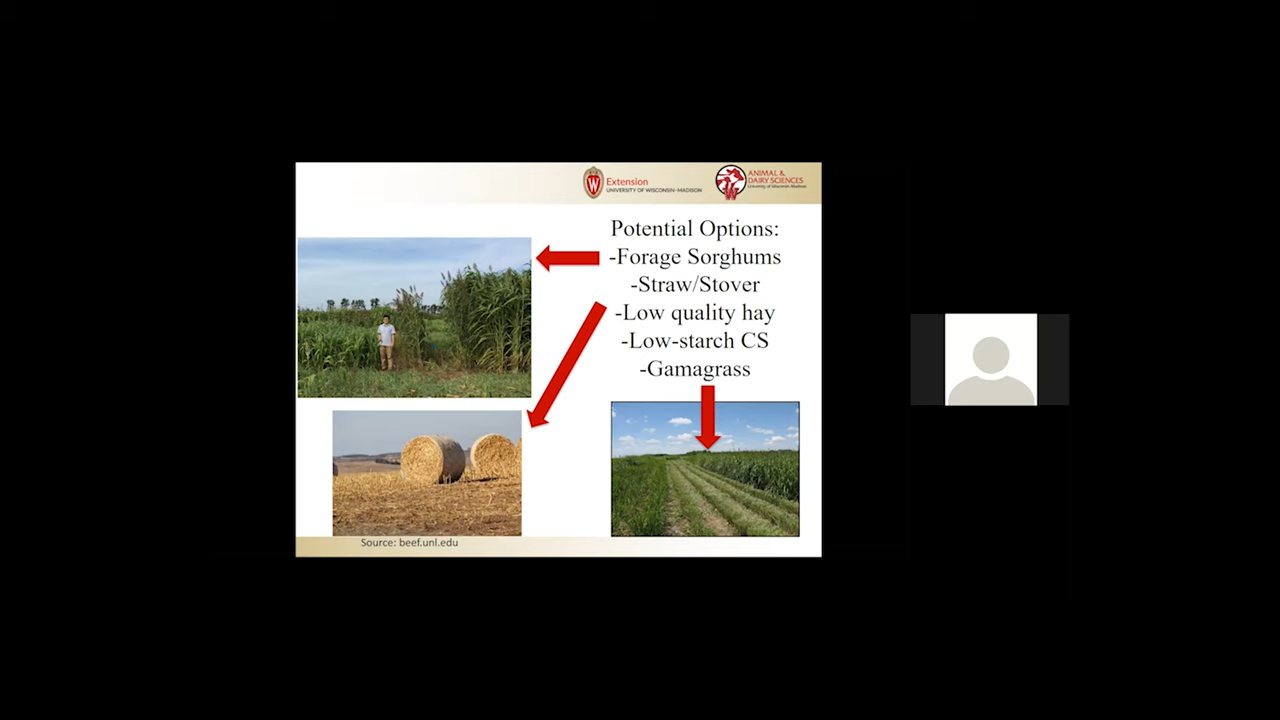 Extension
UNIVERSITY OF WISCONSIN-MADISON
ANIMAL &
DAIRY SCIENCES
University of Wisconsin-Madison
Potential Options:
-Forage Sorghums
-Straw/Stover
-Low quality hay
-Low-starch CS
-Gamagrass
Source: beef.unl.edu